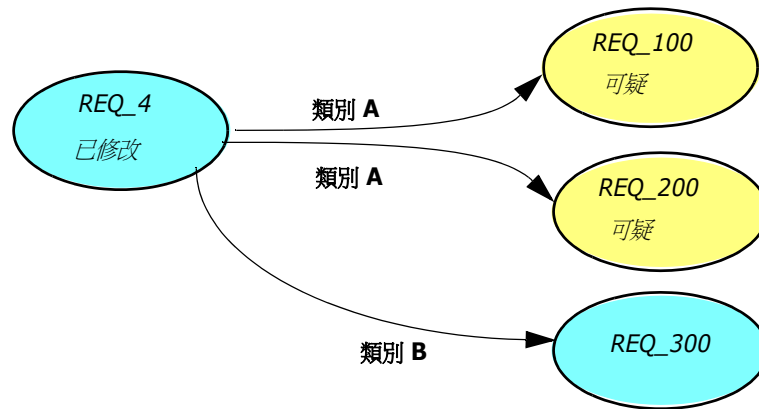 REQ_100
可疑
REQ_4
已修改
類別 A
類別 A
REQ_200
可疑
類別 B
REQ_300